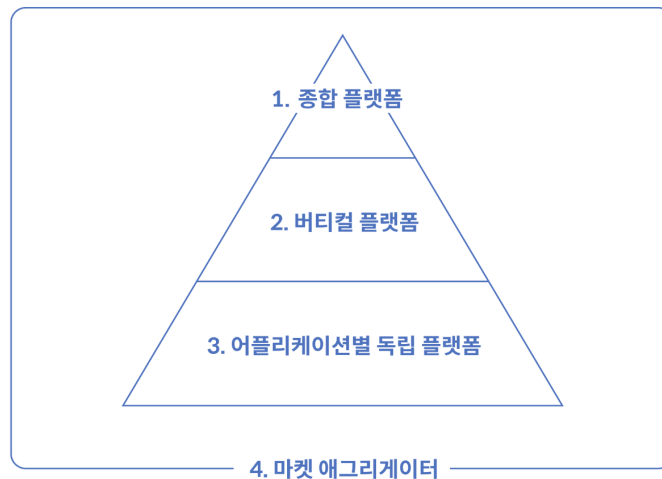 1. 종합 플랫폼
2. 버티컬 플랫폼
3. 어플리케이션별 독립 플랫폼
4. 마켓 애그리게이터